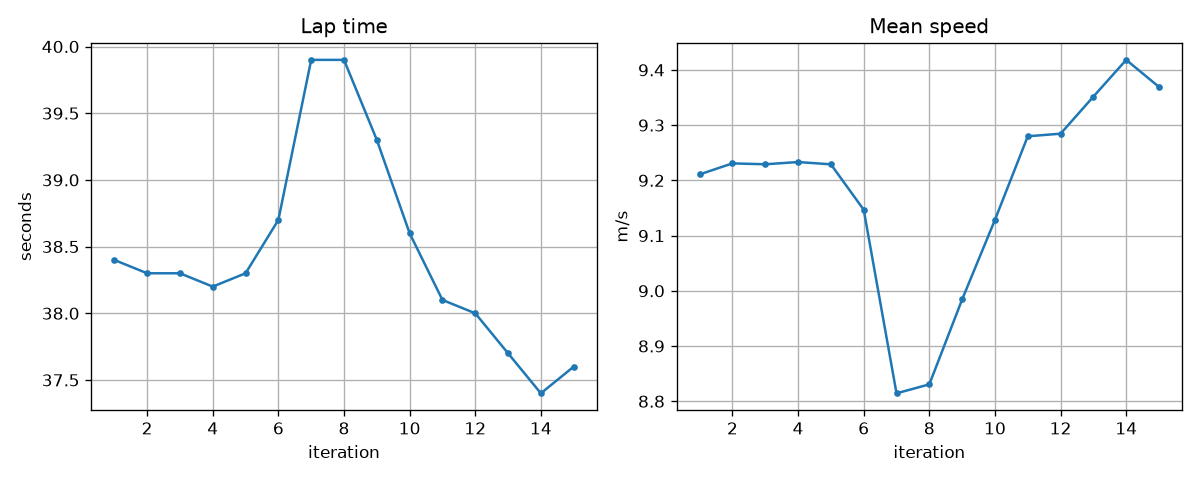 Lap time
40.0
39.5
39.0
38.5
38.0
37.5
seconds
2 4 6 8 10 12 14
iteration
Mean speed
9.4
9.3
9.2
9.1
9.0
8.9
8.8
m/s
2 4 6 8 10 12 14
iteration